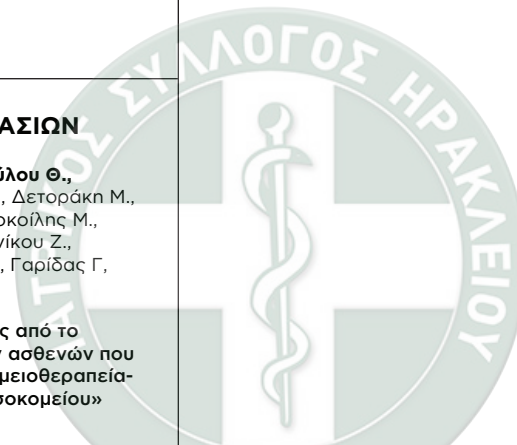 ΙΑΤΡΙΚΟΣ ΣΥΛΛΟΓΟΣ ΗΡΑΚΛΕΙΟΥ
ΑΣΙΩΝ
ύλου Θ.,
, Δετοράκη Μ.,
οκοίλης Μ.,
νίκου Ζ.,
, Γαρίδας Γ,
ς από το
ν ασθενών που
μειοθεραπεία-
σοκομείου»